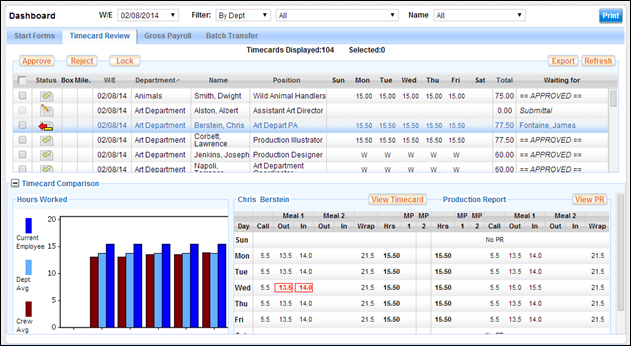 Dashboard W/E 02/08/2014 Filter: By Dept All Name All Print
Start Forms Timecard Review Gross Payroll Batch Transfer
Timecards Displayed:104 Selected:0
Approve Reject Lock Export Refresh
Status Box Mile. W/E Department Name Position Sun Mon Tue Wed Thu Fri Sat Total Waiting for
02/08/14 Animals Smith, Dwight Wild Animal Handlers 15.00 15.00 15.00 15.00 15.00 75.00 == APPROVED ==
02/08/14 Art Department Alston, Albert Assistant Art Director 0.00 Submittal
02/08/14 Art Department Berstein, Chris Art Depart PA 15.50 15.50 15.50 15.50 15.50 77.50 Fontaine, James
02/08/14 Art Department Corbett, Lawrence Production Illustrator 15.50 15.50 15.50 15.50 15.50 77.50 == APPROVED ==
02/08/14 Art Department Jenkins, Joseph Production Designer W W W W W 60.00 == APPROVED ==
02/08/14 Art Department Napoli, Art Department W W W W W 60.00 == APPROVED ==
Timecard Comparison
Hours Worked
20
15
10
5
0
Current Employee
Dept. Avg
Crew Avg
Chris Berstein View Timecard Production Report View PR
Meal 1 Meal 2 MP MP MP MP Meal 1 Meal 2
Day Call Out In Out In Wrap Hrs 1 2 1 2 Hrs Call Out In Out In Wrap
Sun No PR
Mon 5.5 13.5 14.0 21.5 15.50 15.50 5.5 13.5 14.0 21.5
Tue 5.5 13.5 14.0 21.5 15.50 15.50 5.5 13.5 14.0 21.5
Wed 5.5 13.5 14.0 21.5 15.50 15.50 5.5 15.0 15.5 21.5
Thu 5.5 13.5 14.0 21.5 15.50 15.50 5.5 13.5 14.0 21.5
Fri 5.5 13.5 14.0 21.5 15.50 15.50 5.5 13.5 14.0 21.5